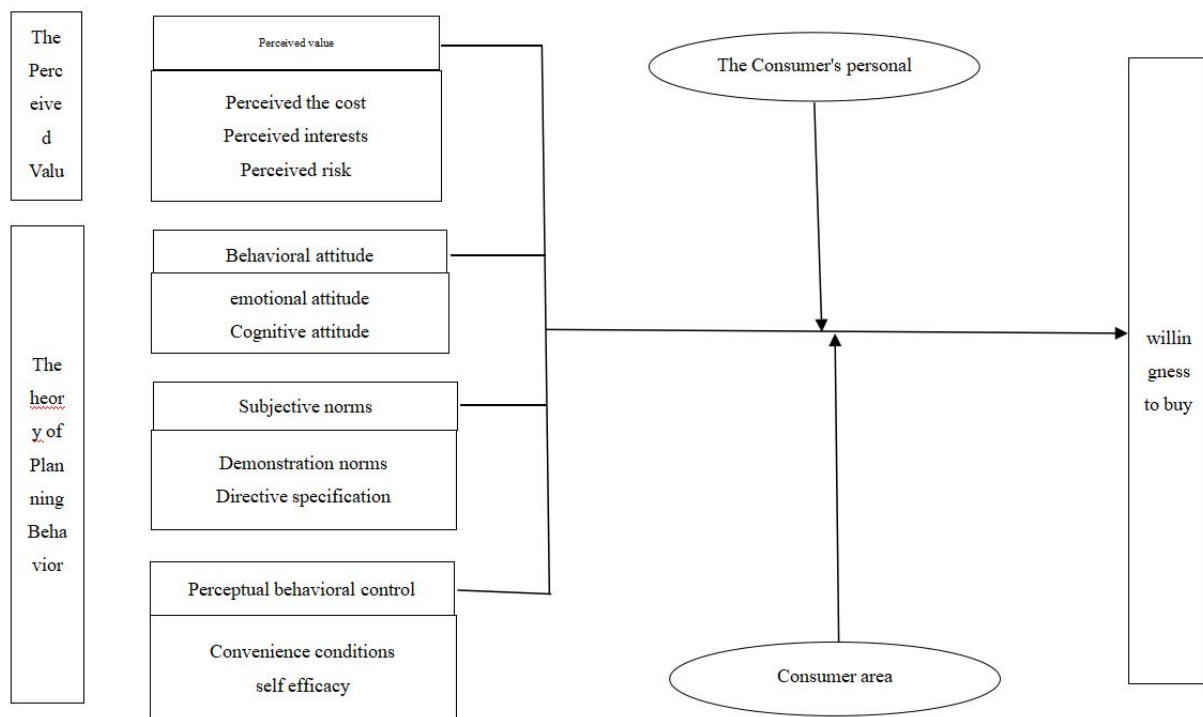 The
Perc
eive
d
Valu
Perceived value
Perceived the cost
Perceived interests
Perceived risk
The
heor
y of
Plan
ning
Beha
vior
Behavioral attitude
emotional attitude
Cognitive attitude
Subjective norms
Demonstration norms
Directive specification
Perceptual behavioral control
Convenience conditions
self efficacy
The Consumer's personal
Consumer area
willin
gness
to buy